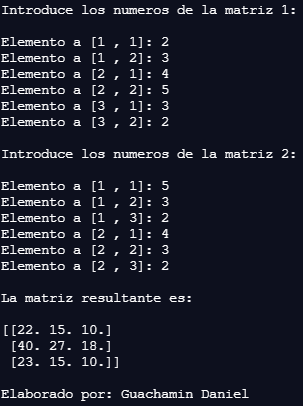 Introduce los numeros de la matriz 1:
Elemento a [1 , 1]: 2
Elemento a [1 , 2]: 3
Elemento a [2 , 1]: 4
Elemento a [2 , 2]: 5
Elemento a [3 , 1]: 3
Elemento a [3 , 2]: 2
Introduce los numeros de la matriz 2:
Elemento a [1 , 1]: 5
Elemento a [1 , 2]: 3
Elemento a [1 , 3]: 2
Elemento a [2 , 1]: 4
Elemento a [2 , 2]: 3
Elemento a [2 , 3]: 2
La matriz resultante es:
[[22. 15. 10.]
[40. 27. 18.]
[23. 15. 10.]]
Elaborado por: Guachamin Daniel